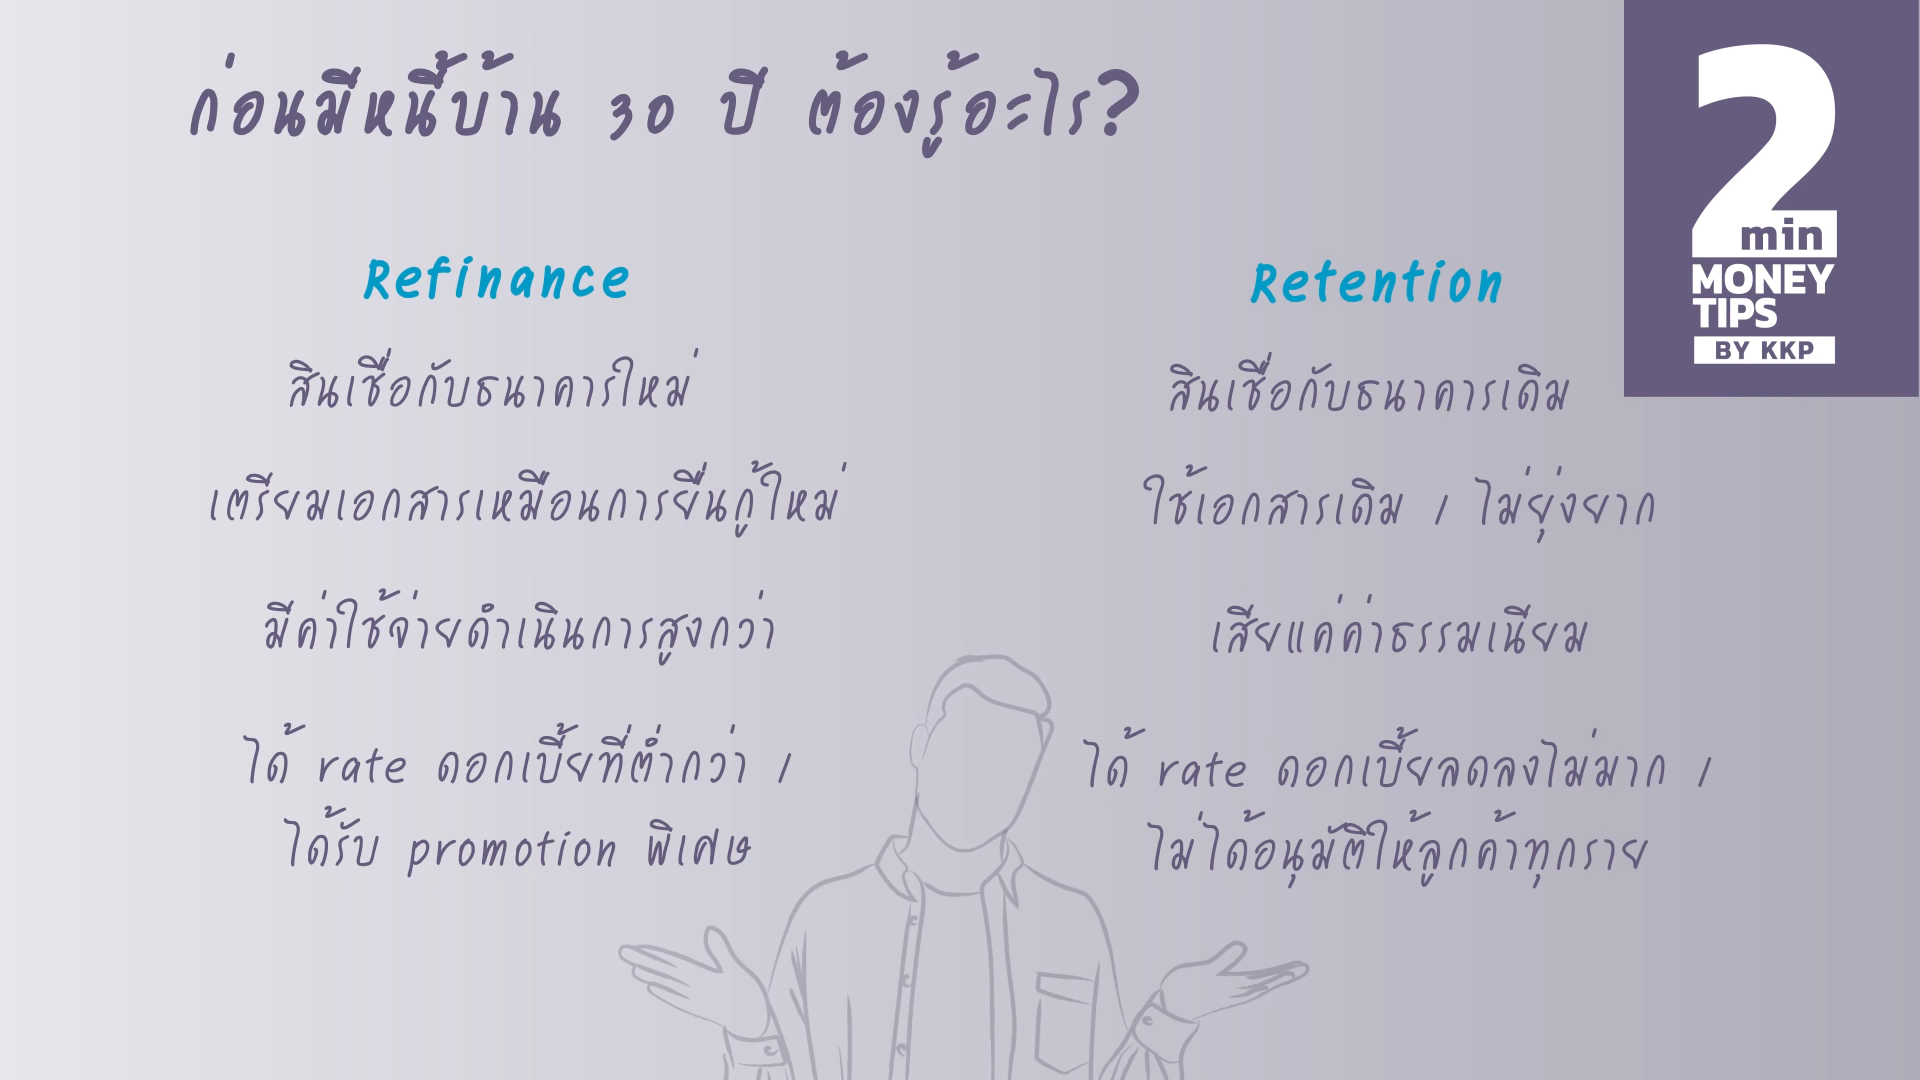 ก่อนมีหนี้บ้าน 30 ปี ต้องรู้อะไร?
2
min
MONEY
TIPS
BY KKP
Refinance
สินเชื่อกับธนาคารใหม่
เตรียมเอกสารเหมือนการยื่นกู้ใหม่
มีค่าใช้จ่ายดำเนินการสูงกว่า
ได้ rate ดอกเบี้ยที่ต่ำกว่า /
ได้รับ promotion พิเศษ
Retention
สินเชื่อกับธนาคารเดิม
ใช้เอกสารเดิม / ไม่ยุ่งยาก
เสียแค่ค่าธรรมเนียม
ได้ rate ดอกเบี้ยลดลงไม่มาก /
ไม่ได้อนุมัติให้ลูกค้าทุกราย